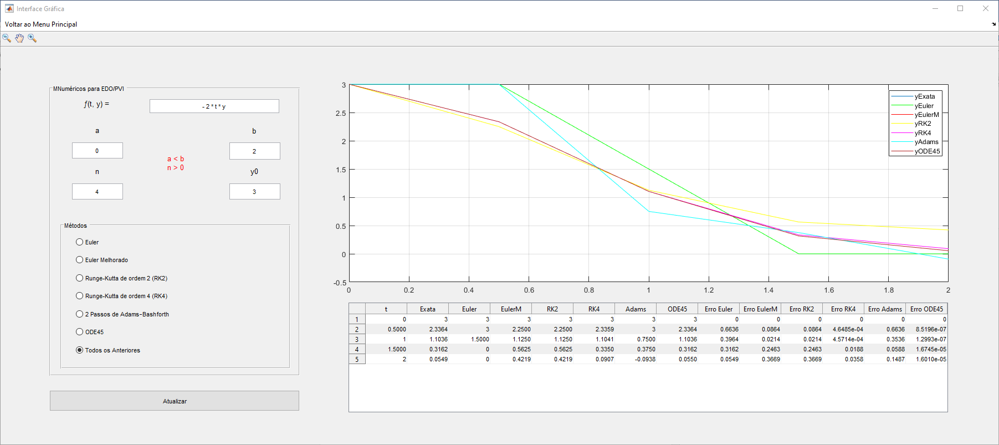 Interface Gráfica
Voltar ao Menu Principal
MNuméricos para EDO/PVI
ƒ(t, y) =
- 2 * t * y
a
b
0
2
a < b
n > 0
n
y0
4
3
Métodos
Euler
Euler Melhorado
Runge-Kutta de ordem 2 (RK2)
Runge-Kutta de ordem 4 (RK4)
2 Passos de Adams-Bashforth
ODE45
Todos os Anteriores
Atualizar
3
2.5
2
1.5
1
0.5
0
-0.5
0 0.2 0.4 0.6 0.8 1 1.2 1.4 1.6 1.8 2
yExata
yEuler
yEulerM
yRK2
yRK4
yAdams
yODE45
t Exata Euler EulerM RK2 RK4 Adams ODE45 Erro Euler Erro EulerM Erro RK2 Erro RK4 Erro Adams Erro ODE45
1 0 3 3 3 3 3 3 3 0 0 0 0 0 0
2 0.5000 2.3364 3 2.2500 2.2500 2.3359 3 2.3364 0.6636 0.0864 0.0864 4.6485e-04 0.6636 8.5196e-07
3 1 1.1036 1.5000 1.1250 1.1250 1.1041 0.7500 1.1036 0.3964 0.0214 0.0214 4.5714e-04 0.3536 1.2993e-07
4 1.5000 0.3162 0 0.5625 0.5625 0.3350 0.3750 0.3162 0.3162 0.2463 0.2463 0.0188 0.0588 1.6745e-05
5 2 0.0549 0 0.4219 0.4219 0.0907 -0.0938 0.0550 0.0549 0.3669 0.3669 0.0358 0.1487 1.6010e-05